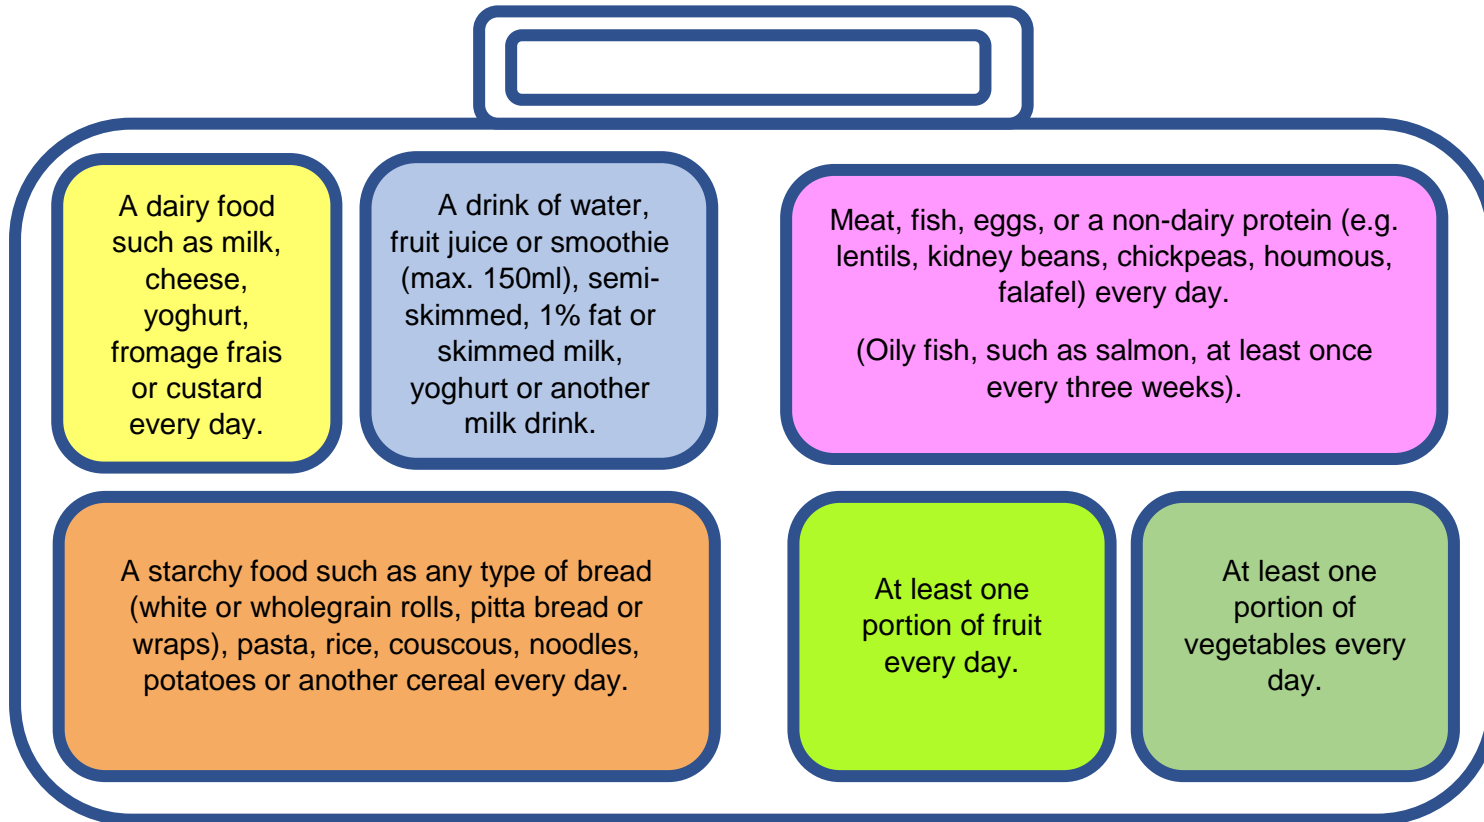 A dairy food
such as milk,
cheese,
yoghurt,
fromage frais
or custard
every day.
A drink of water,
fruit juice or smoothie
(max. 150ml), semi-
skimmed, 1% fat or
skimmed milk,
yoghurt or another
milk drink.
Meat, fish, eggs, or a non-dairy protein (e.g.
lentils, kidney beans, chickpeas, houmous,
falafel) every day.
(Oily fish, such as salmon, at least once
every three weeks).
A starchy food such as any type of bread
(white or wholegrain rolls, pitta bread or
wraps), pasta, rice, couscous, noodles,
potatoes or another cereal every day.
At least one
portion of fruit
every day.
At least one
portion of
vegetables every
day.